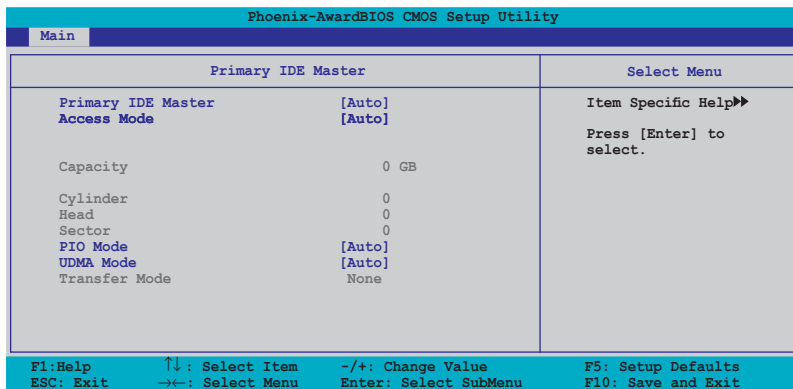 Phoenix-AwardBIOS CMOS Setup Utility
Main
Primary IDE Master Select Menu
Primary IDE Master [Auto] Item Specific Help▶▶
Access Mode [Auto]
Press [Enter] to
select.
Capacity 0 GB
Cylinder 0
Head 0
Sector 0
PIO Mode [Auto]
UDMA Mode [Auto]
Transfer Mode None
F1:Help ↑↓: Select Item -/+: Change Value F5: Setup Defaults
ESC: Exit →←: Select Menu Enter: Select SubMenu F10: Save and Exit